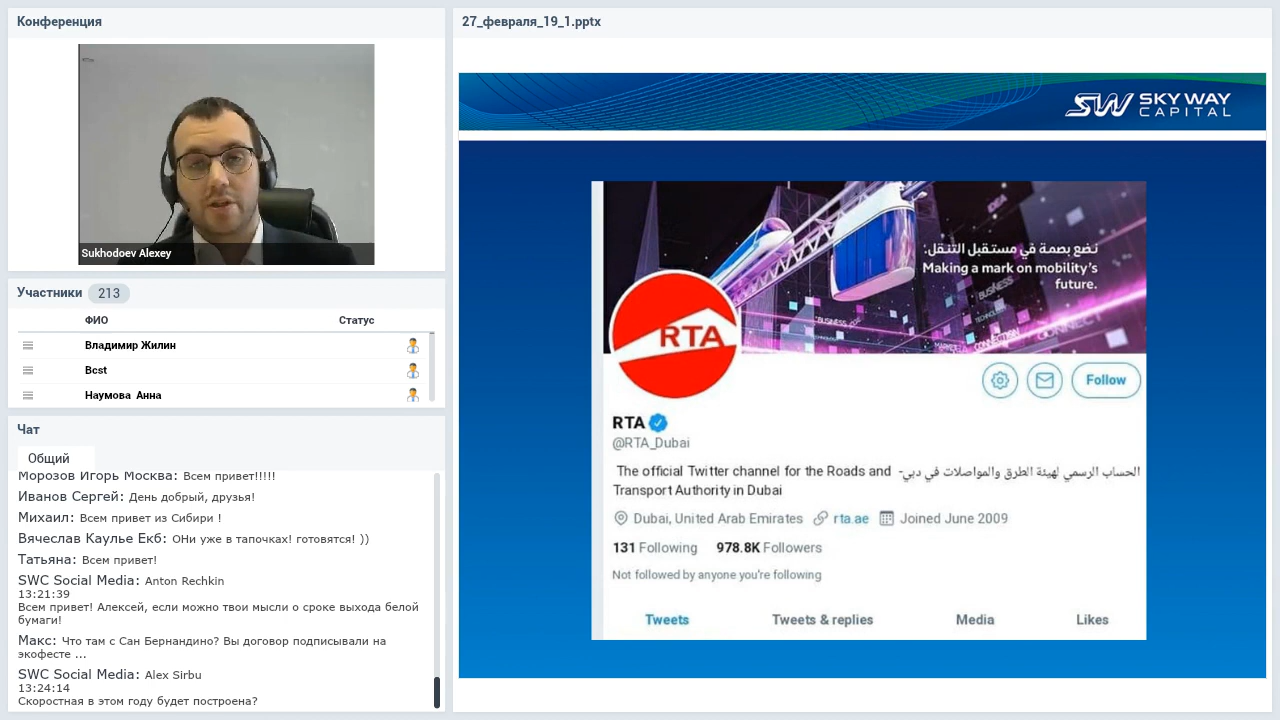 Конференция
Sukhodoev Alexey
Участники 213
ФИО Статус
Владимир Жилин
Bcst
Наумова Анна
Чат
Общий
Морозов Игорь Москва: Всем привет!!!!!
Иванов Сергей: День добрый, друзья!
Михаил: Всем привет из Сибири !
Вячеслав Каулье Екб: ОНи уже в тапочках! готовятся! ))
Татьяна: Всем привет!
SWC Social Media: Anton Rechkin
13:21:39
Всем привет! Алексей, если можно твои мысли о сроке выхода белой
бумаги!
Макс: Что там с Сан Бернандино? Вы договор подписывали на
экофесте ...
SWC Social Media: Alex Sirbu
13:24:14
Скоростная в этом году будет построена?
27_февраля_19_1.pptx
SW SKY WAY
CAPITAL
IDEA
نضع بصمة في مستقبل التنقل.
Making a mark on mobility's
future.
BUSINESS
BUSINESS
CONNECTION
CONNECT
RTA
Follow
RTA
@RTA_Dubai
The official Twitter channel for the Roads and الحساب الرسمي لهيئة الطرق والمواصلات في دبي-
Transport Authority in Dubai
Dubai, United Arab Emirates rta.ae Joined June 2009
131 Following 978.8K Followers
Not followed by anyone you're following
Tweets Tweets & replies Media Likes